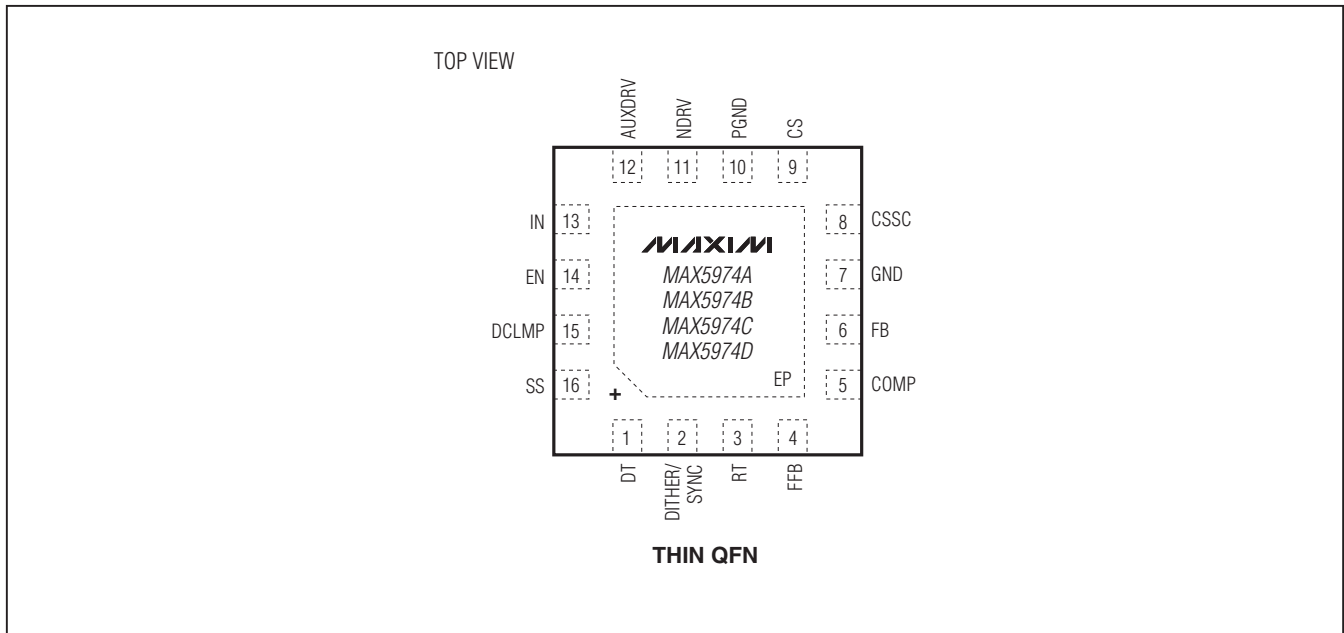 TOP VIEW
AUXDRV
NDRV
PGND
CS
12
11
10
9
IN
13
8
CSSC
MAXIM
EN
14
MAX5974A
7
GND
MAX5974B
DCLMP
15
MAX5974C
6
FB
MAX5974D
SS
16
EP
5
COMP
+
1
2
3
4
DT
DITHER/
SYNC
RT
FFB
THIN QFN